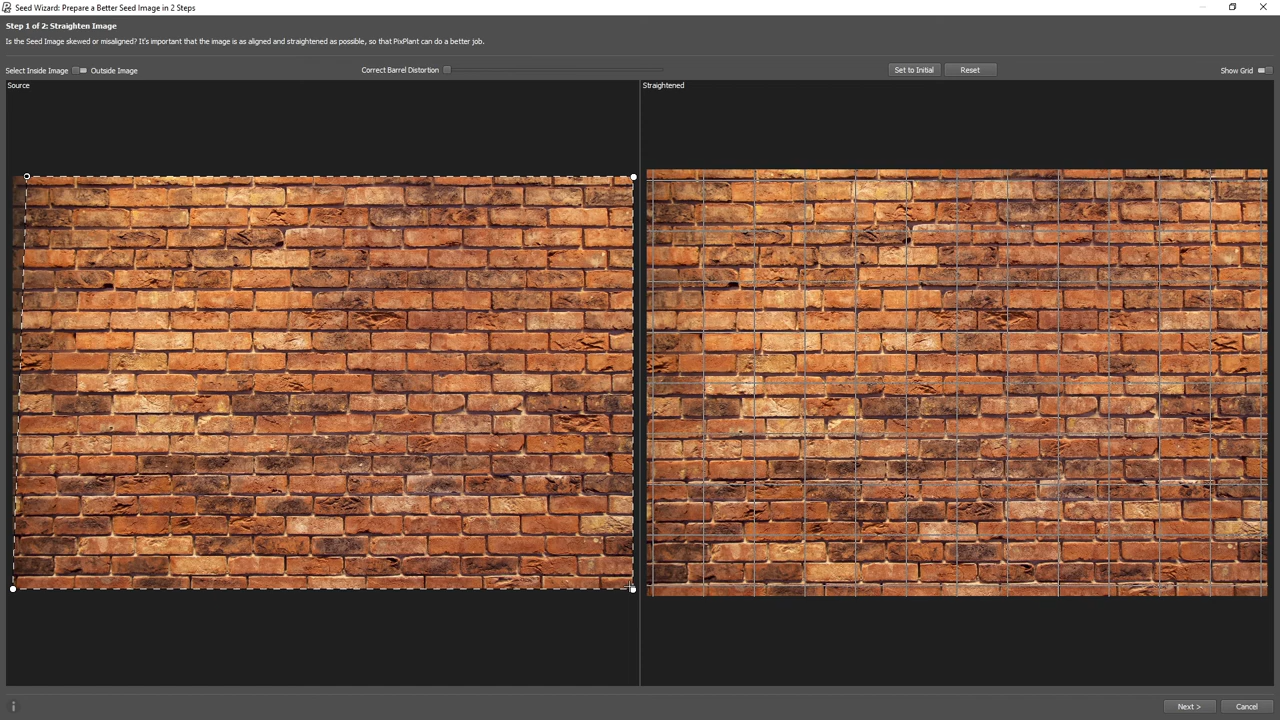 Seed Wizard: Prepare a Better Seed Image in 2 Steps
Step 1 of 2: Straighten Image
Is the Seed Image skewed or misaligned? It's important that the image is as aligned and straightened as possible, so that PixPlant can do a better job.
Select Inside Image Outside Image Correct Barrel Distortion Set to Initial Reset Show Grid
Source Straightened
Next > Cancel